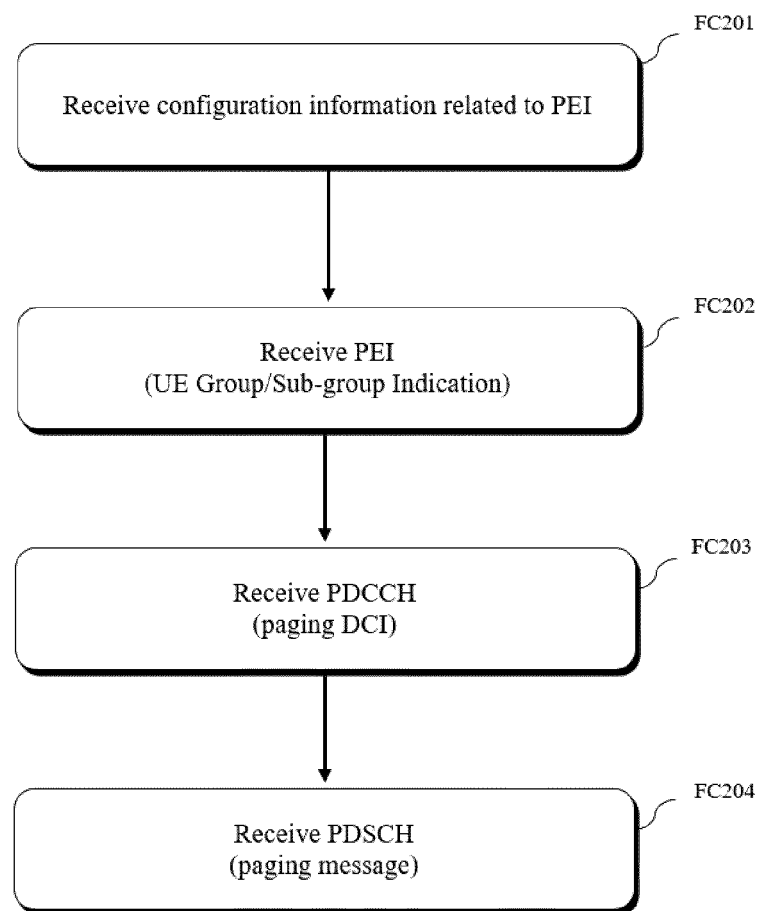 FC201
Receive configuration information related to PEI
FC202
Receive PEI
(UE Group/Sub-group Indication)
FC203
Receive PDCCH
(paging DCI)
FC204
Receive PDSCH
(paging message)